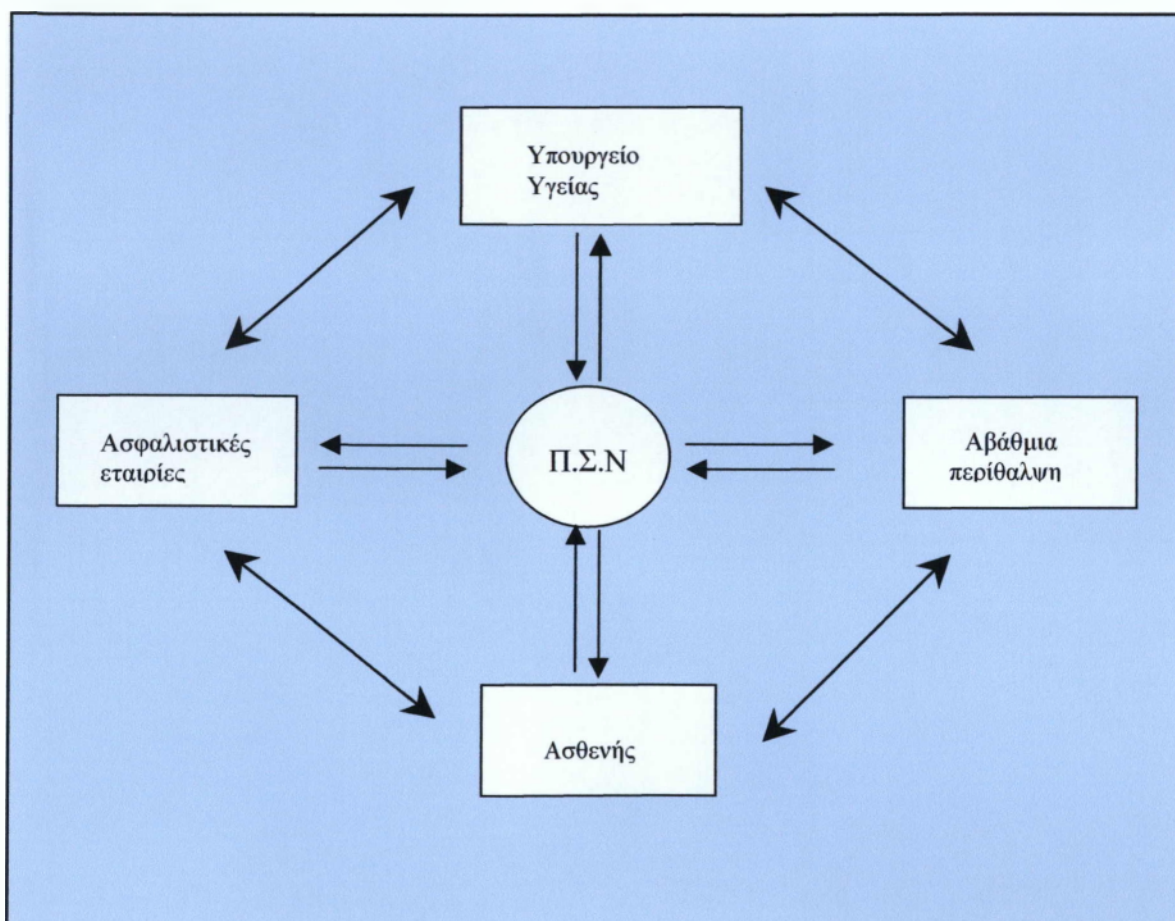 Υπουργείο
Υγείας
Ασφαλιστικές
εταιρίες
Π.Σ.Ν
Αβάθμια
περίθαλψη
Ασθενής